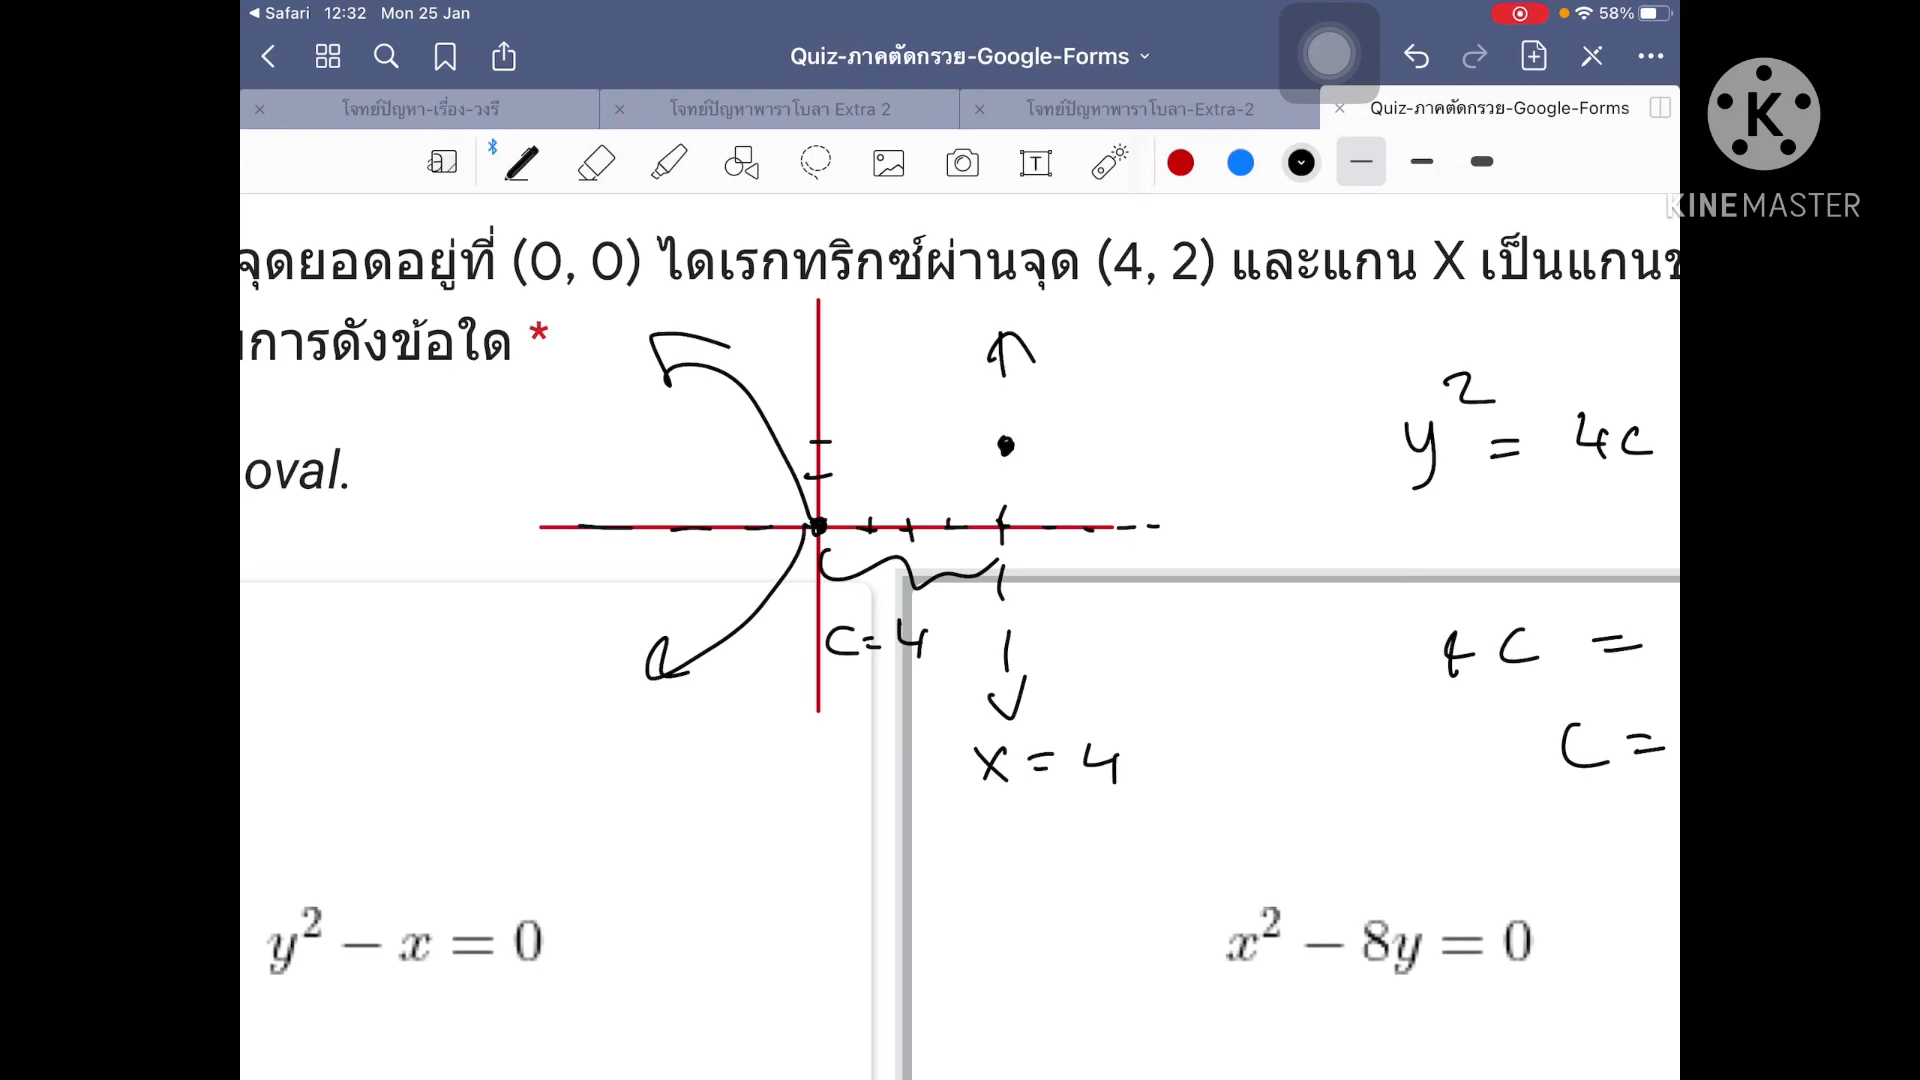 Safari 12:32 Mon 25 Jan 58%
Quiz-ภาคตัดกรวย-Google-Forms
โจทย์ปัญหา-เรื่อง-วงรี
โจทย์ปัญหาพาราโบลา Extra 2
โจทย์ปัญหาพาราโบลา-Extra-2
Quiz-ภาคตัดกรวย-Google-Forms
K
KINEMASTER
จุดยอดอยู่ที่ (0, 0) ไดเรกทริกซ์ผ่านจุด (4, 2) และแกน X เป็นแกน
การดังข้อใด *
y² = 4c
oval.
c = 4
4c =
c =
x = 4
y² − x = 0
x² − 8y = 0